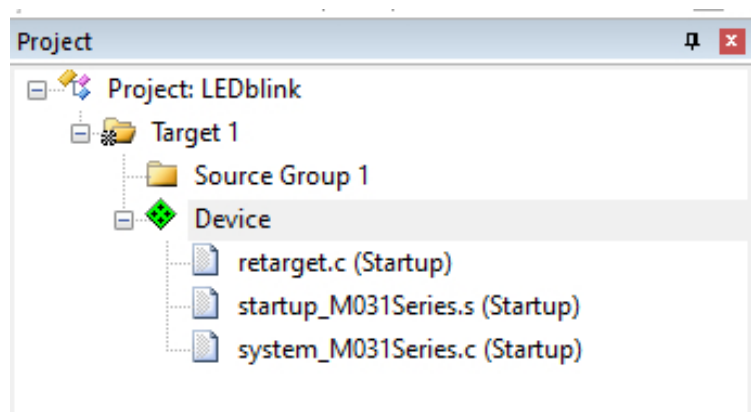 Project
Project: LEDblink
Target 1
Source Group 1
Device
retarget.c (Startup)
startup_M031Series.s (Startup)
system_M031Series.c (Startup)